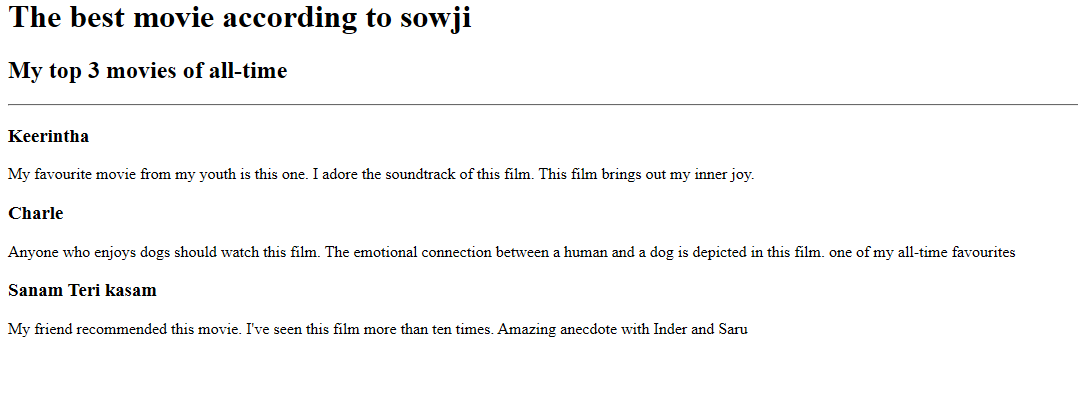 The best movie according to sowji
My top 3 movies of all-time
Keerintha
My favourite movie from my youth is this one. I adore the soundtrack of this film. This film brings out my inner joy.
Charle
Anyone who enjoys dogs should watch this film. The emotional connection between a human and a dog is depicted in this film. one of my all-time favourites
Sanam Teri kasam
My friend recommended this movie. I've seen this film more than ten times. Amazing anecdote with Inder and Saru